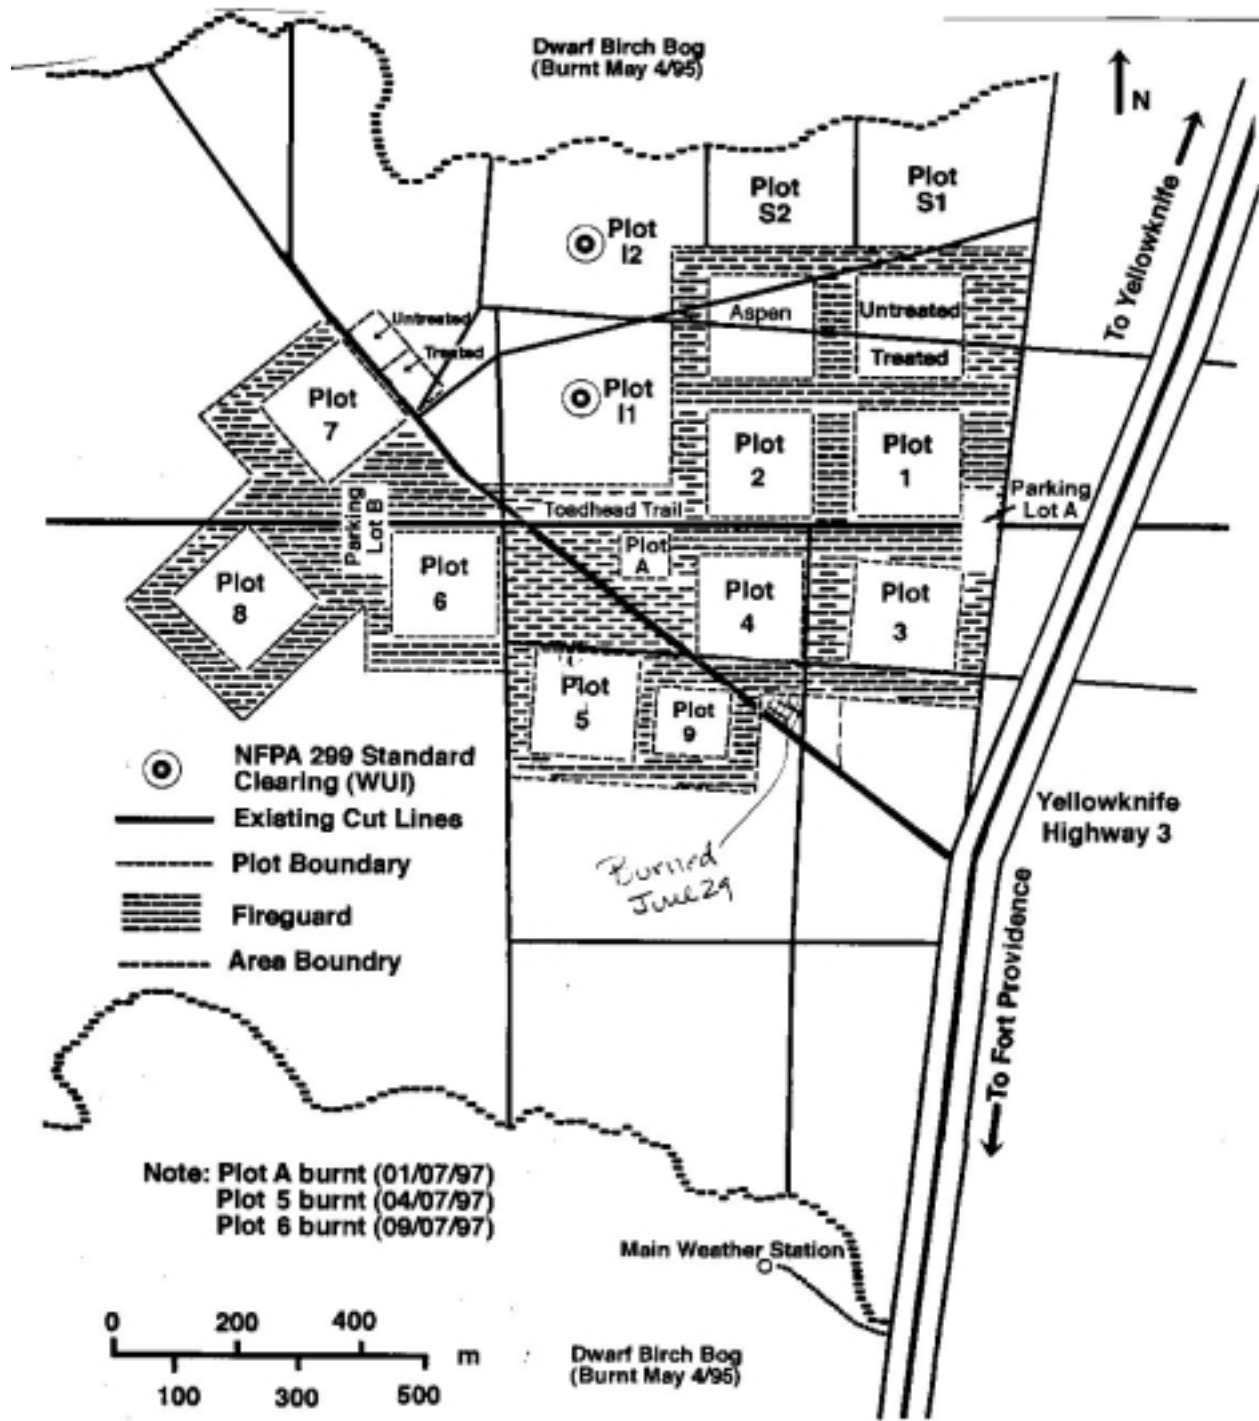 Dwarf Birch Bog
(Burnt May 4/95)
N
To Yellowknife
Plot
S2
Plot
S1
Plot
I2
Untreated
Treated
Aspen
Untreated
Treated
Plot
7
Plot
I1
Plot
2
Plot
1
Parking
Lot A
Parking
Lot B
Toadhead Trail
Plot
A
Plot
8
Plot
6
Plot
4
Plot
3
Plot
5
Plot
9
NFPA 299 Standard
Clearing (WUI)
Existing Cut Lines
Plot Boundary
Fireguard
Area Boundry
Yellowknife
Highway 3
Burned
June 29
To Fort Providence
Note: Plot A burnt (01/07/97)
Plot 5 burnt (04/07/97)
Plot 6 burnt (09/07/97)
Main Weather Station
0 200 400
m
100 300 500
Dwarf Birch Bog
(Burnt May 4/95)